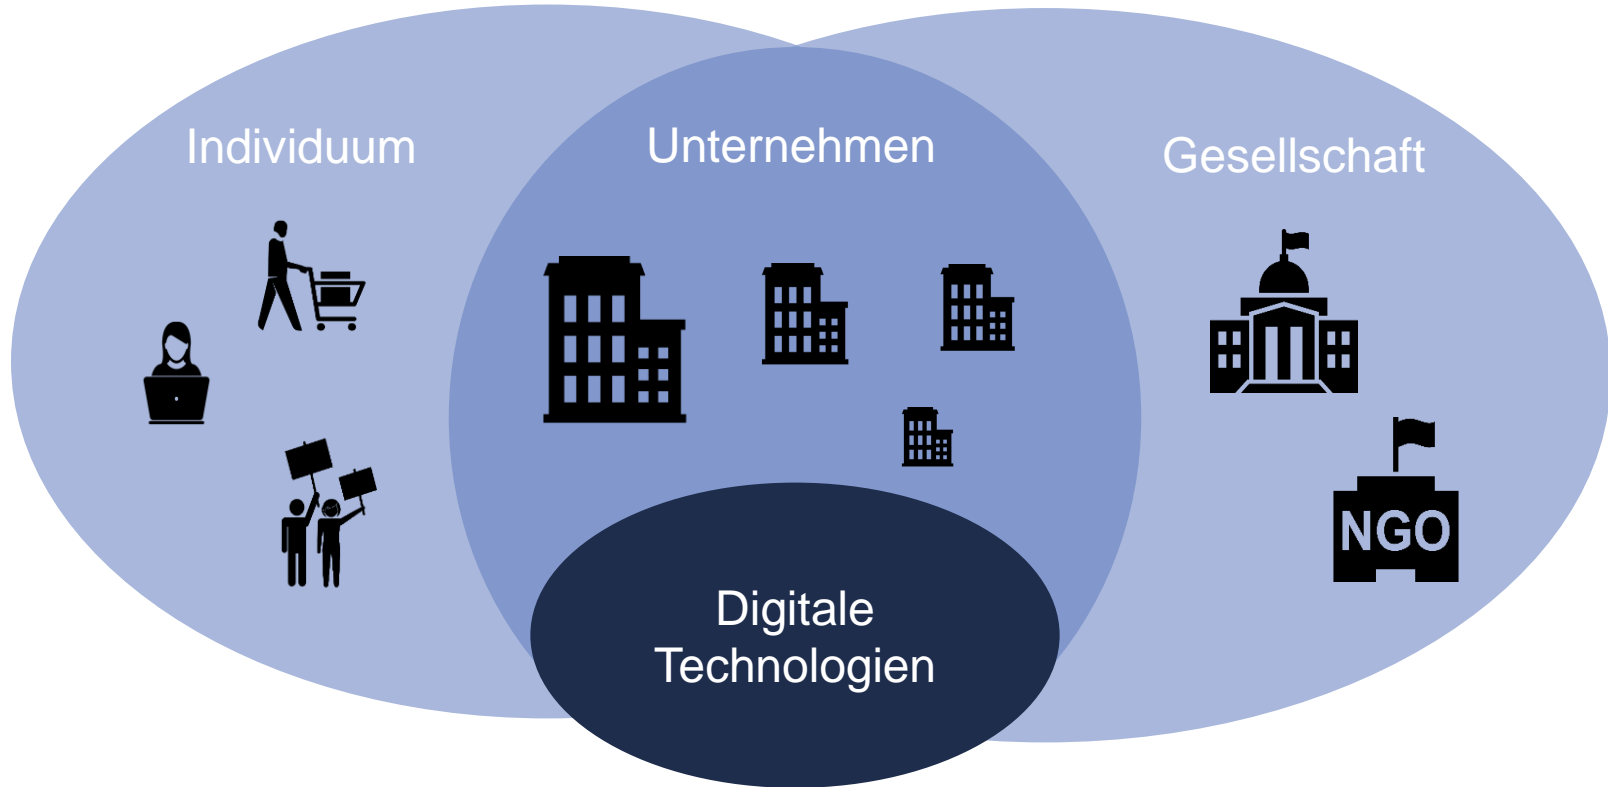 Individuum
Unternehmen
Gesellschaft
NGO
Digitale
Technologien